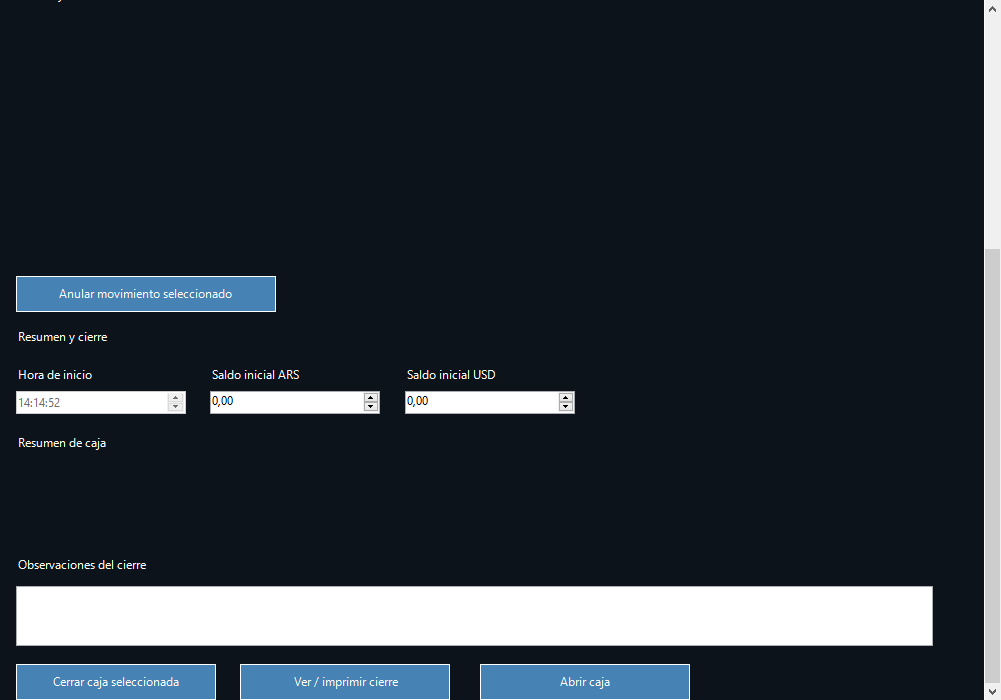 Anular movimiento seleccionado
Resumen y cierre
Hora de inicio Saldo inicial ARS Saldo inicial USD
14:14:52 0,00 0,00
Resumen de caja
Observaciones del cierre
Cerrar caja seleccionada Ver / imprimir cierre Abrir caja